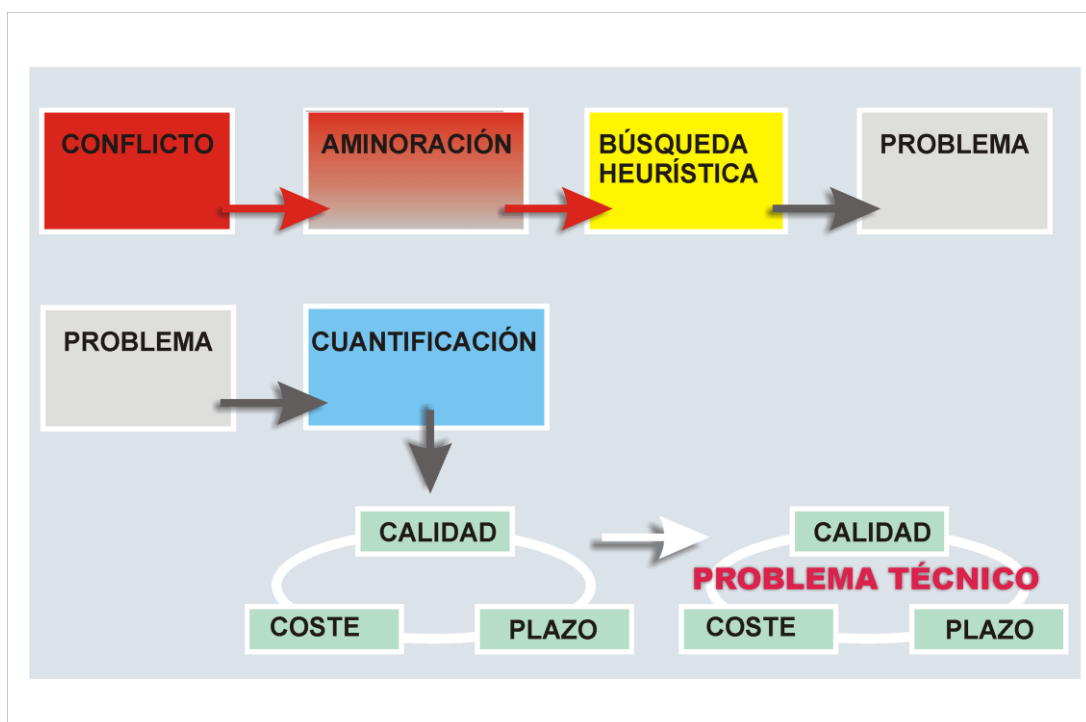 CONFLICTO
AMINORACIÓN
BÚSQUEDA
HEURÍSTICA
PROBLEMA
PROBLEMA
CUANTIFICACIÓN
CALIDAD
COSTE
PLAZO
CALIDAD
PROBLEMA TÉCNICO
COSTE
PLAZO